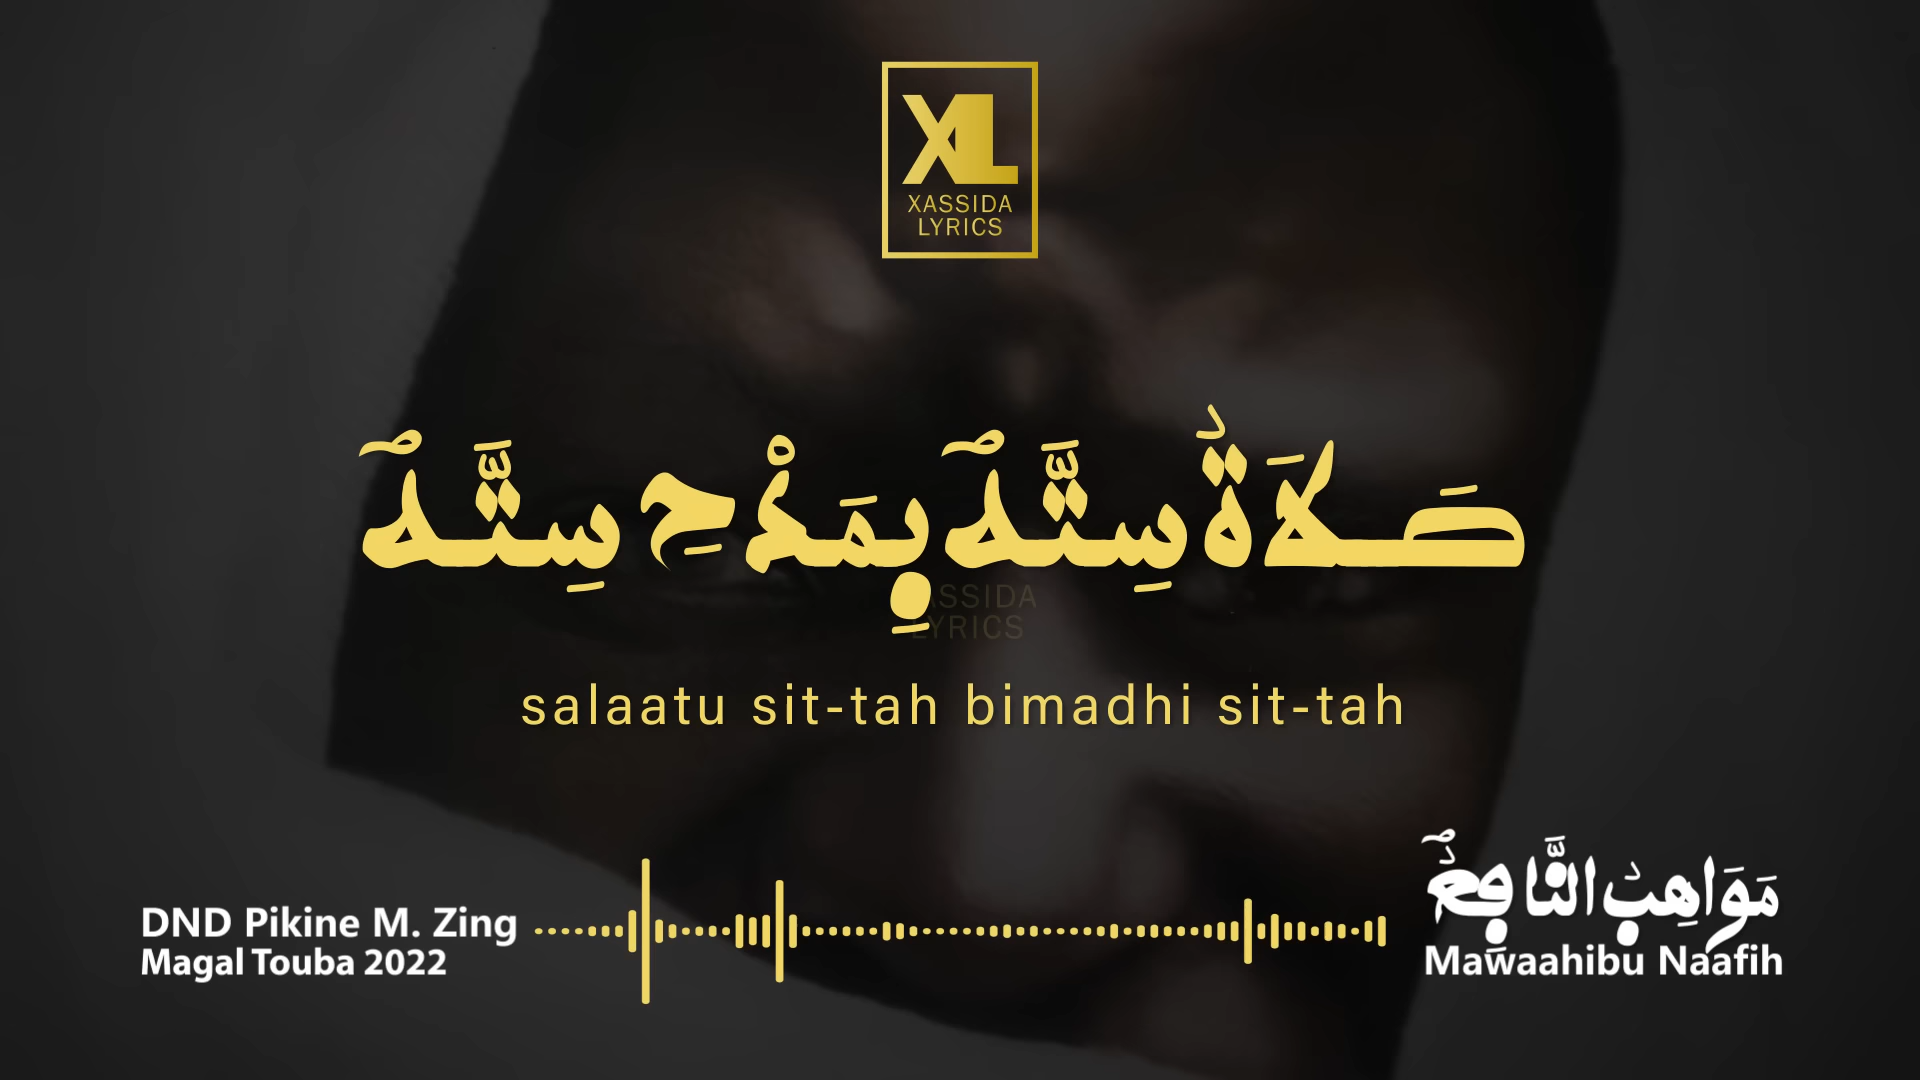 XL
XASSIDA
LYRICS
صَلَاةُ سِتَّهْ بِمَدْحِ سِتَّهْ
XASSIDA
LYRICS
salaatu sit-tah bimadhi sit-tah
DND Pikine M. Zing
Magal Touba 2022
مَوَاهِبُ النَّافِعُ
Mawaahibu Naafih